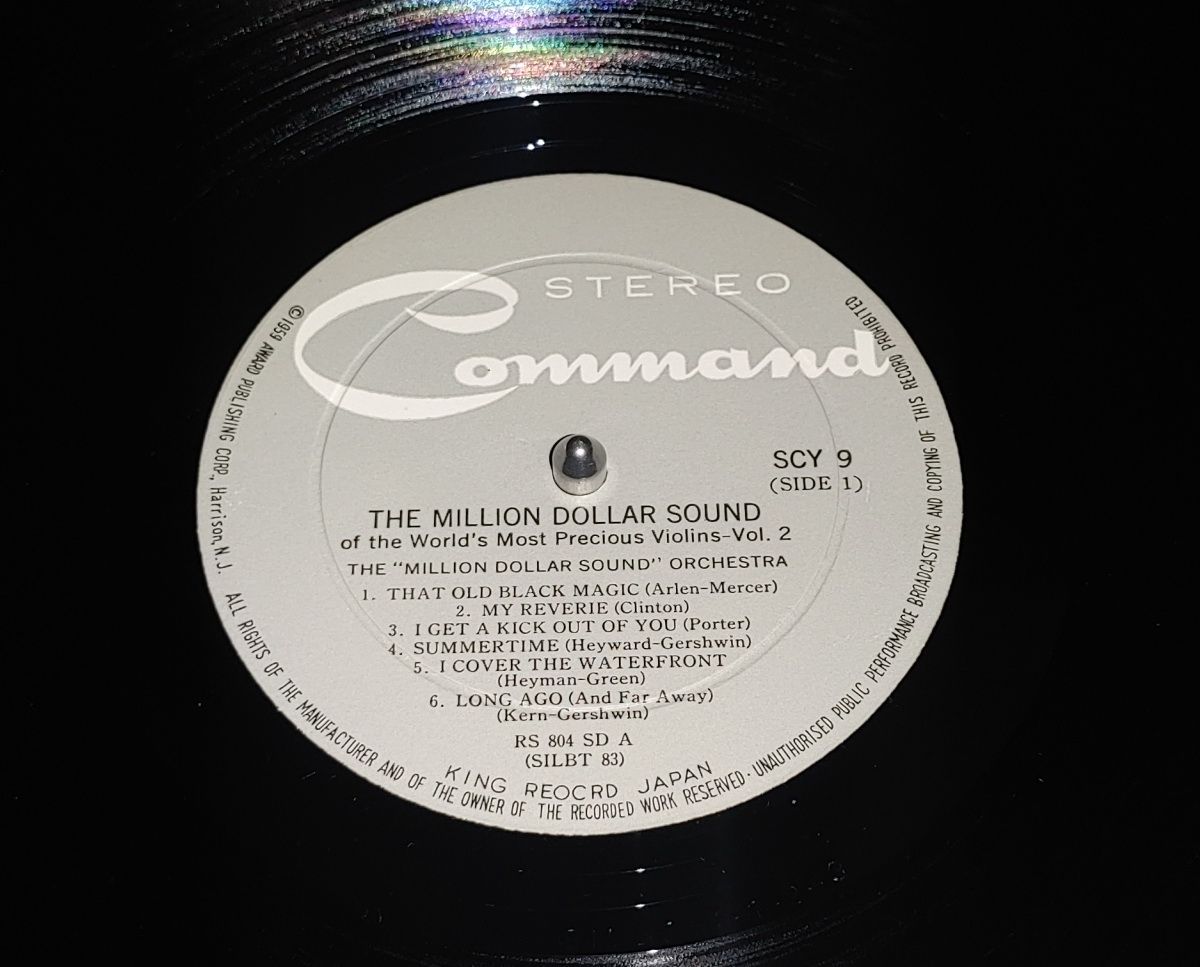 STEREO
Command
SCY 9
(SIDE 1)
THE MILLION DOLLAR SOUND
of the World's Most Precious Violins–Vol. 2
THE "MILLION DOLLAR SOUND" ORCHESTRA
1. THAT OLD BLACK MAGIC (Arlen–Mercer)
2. MY REVERIE (Clinton)
3. I GET A KICK OUT OF YOU (Porter)
4. SUMMERTIME (Heyward–Gershwin)
5. I COVER THE WATERFRONT
(Heyman–Green)
6. LONG AGO (And Far Away)
(Kern–Gershwin)
RS 804 SD A
(SILBT 83)
KING REOCRD JAPAN
©1959 AWARD PUBLISHING CORP., Harrison, N. J. ALL RIGHTS OF THE MANUFACTURER AND OF THE OWNER OF THE RECORDED WORK RESERVED· UNAUTHORISED PUBLIC PERFORMANCE BROADCASTING AND COPYING OF THIS RECORD PROHIBITED